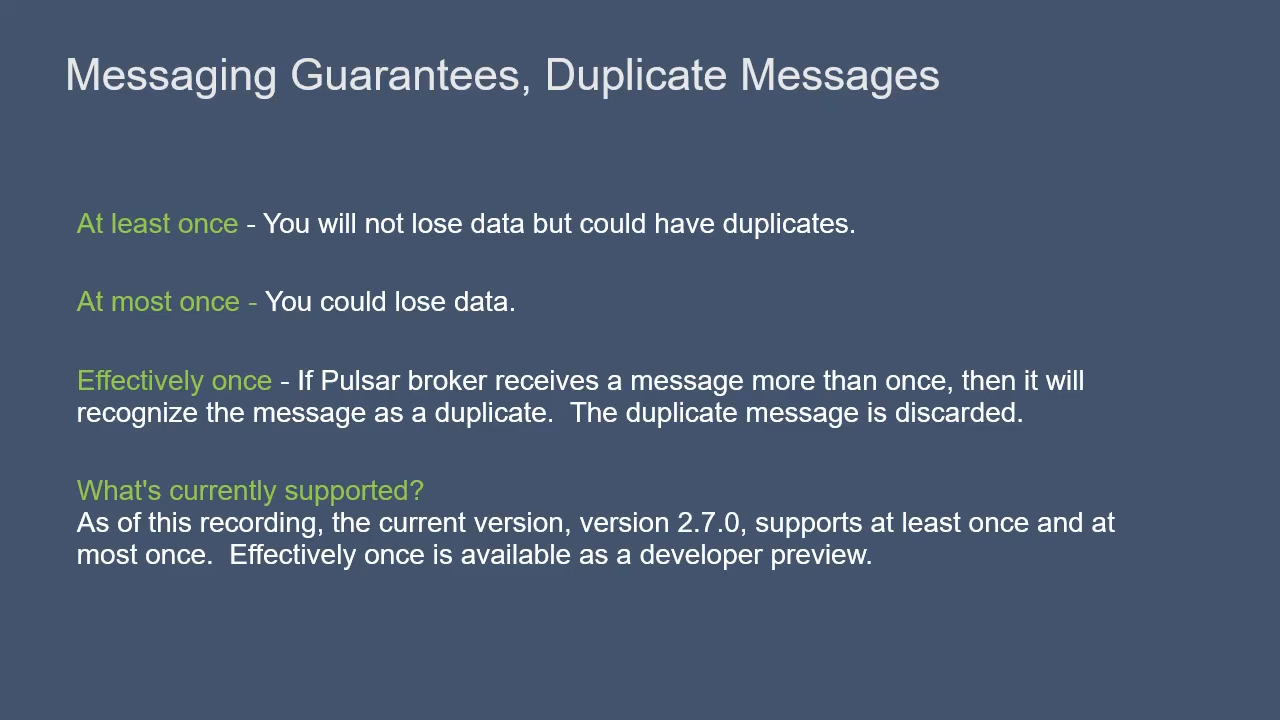 Messaging Guarantees, Duplicate Messages
At least once - You will not lose data but could have duplicates.
At most once - You could lose data.
Effectively once - If Pulsar broker receives a message more than once, then it will
recognize the message as a duplicate.  The duplicate message is discarded.
What's currently supported?
As of this recording, the current version, version 2.7.0, supports at least once and at
most once.  Effectively once is available as a developer preview.